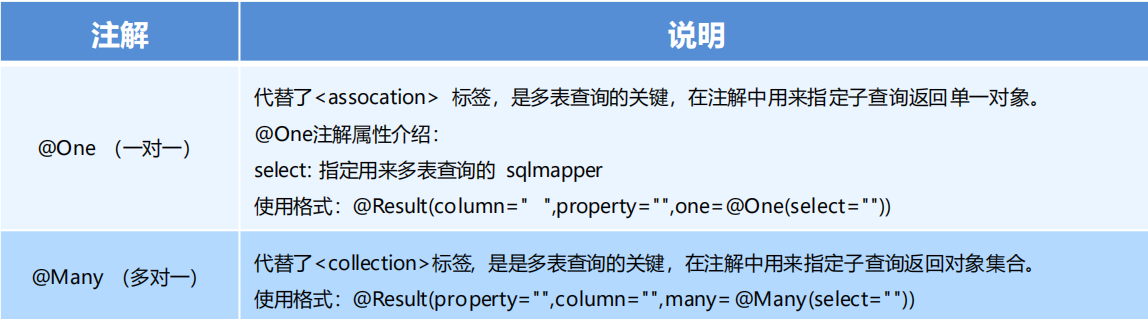 注解
说明
@One （一对一）
代替了<assocation> 标签，是多表查询的关键，在注解中用来指定子查询返回单一对象。
@One注解属性介绍：
select: 指定用来多表查询的 sqlmapper
使用格式：@Result(column=" ",property="",one=@One(select=""))
@Many （多对一）
代替了<collection>标签, 是是多表查询的关键，在注解中用来指定子查询返回对象集合。
使用格式：@Result(property="",column="",many=@Many(select=""))